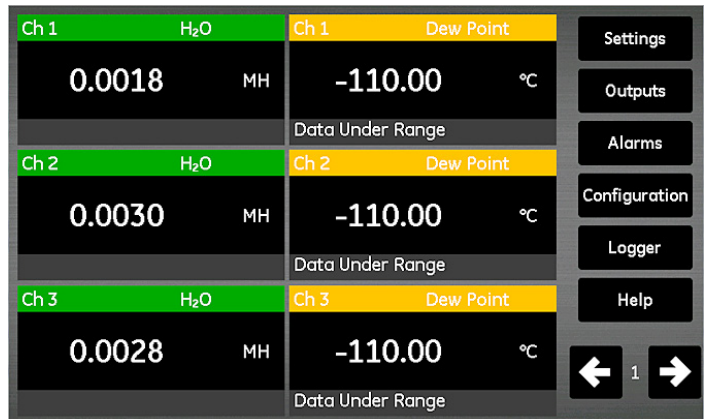 Ch 1 H₂O
0.0018 MH
Ch 1 Dew Point
-110.00 °C
Data Under Range
Ch 2 H₂O
0.0030 MH
Ch 2 Dew Point
-110.00 °C
Data Under Range
Ch 3 H₂O
0.0028 MH
Ch 3 Dew Point
-110.00 °C
Data Under Range
Settings
Outputs
Alarms
Configuration
Logger
Help
1